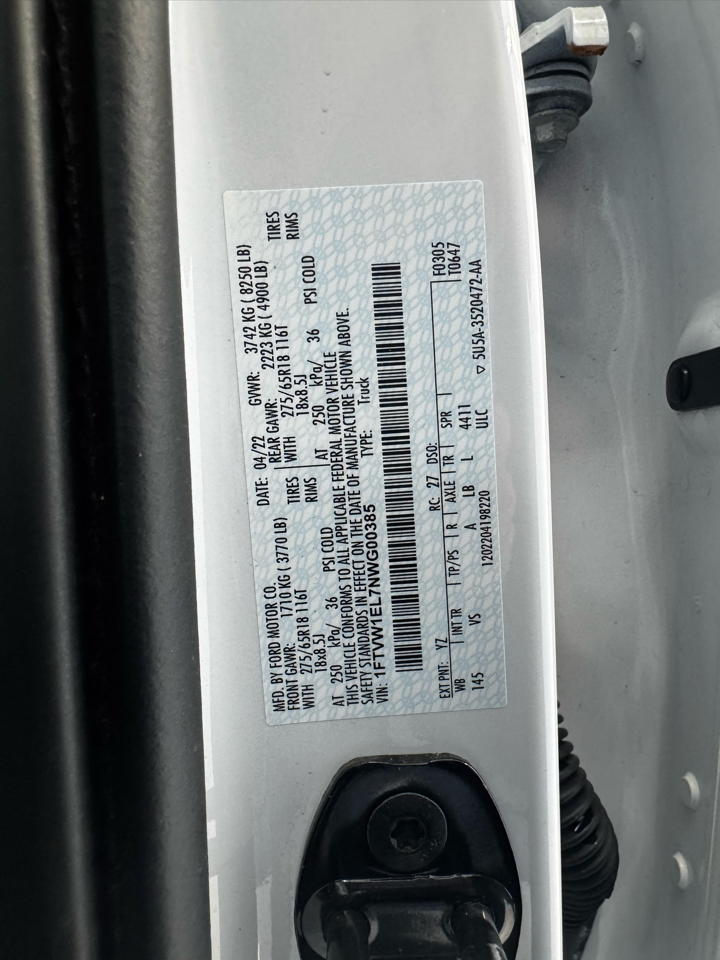 MFD. BY FORD MOTOR CO.
DATE: 04/22 GVWR: 3742 KG ( 8250 LB)
FRONT GAWR: 1710 KG ( 3770 LB) REAR GAWR: 2223 KG ( 4900 LB)
WITH 275/65R18 116T TIRES WITH 275/65R18 116T TIRES
18x8.5J RIMS 18x8.5J RIMS
AT 250 kPa/ 36 PSI COLD AT 250 kPa/ 36 PSI COLD
THIS VEHICLE CONFORMS TO ALL APPLICABLE FEDERAL MOTOR VEHICLE
SAFETY STANDARDS IN EFFECT ON THE DATE OF MANUFACTURE SHOWN ABOVE.
VIN: 1FTVW1EL7NWG00385 TYPE: Truck
EXT PNT: YZ RC: 27 DSO: F0305
WB INT TR TP/PS R AXLE TR SPR T0647
145 VS A LB L 4411
1202204198220 ULC ▽ 5U5A-3520472-AA